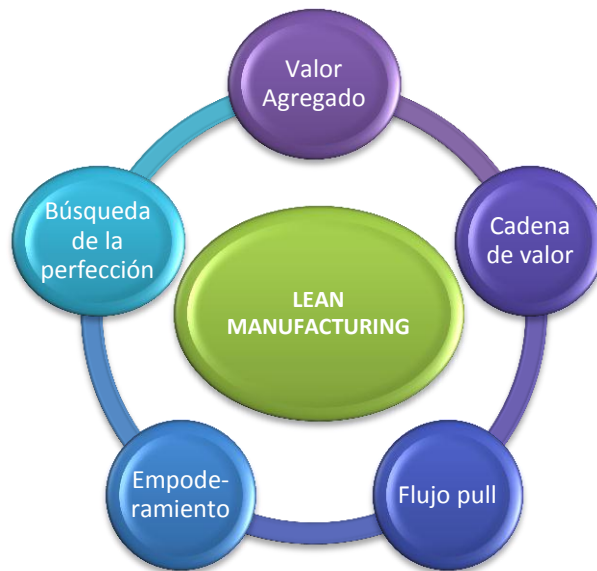 Valor
Agregado
Cadena
de valor
Flujo pull
Empode-
ramiento
Búsqueda
de la
perfección
LEAN
MANUFACTURING